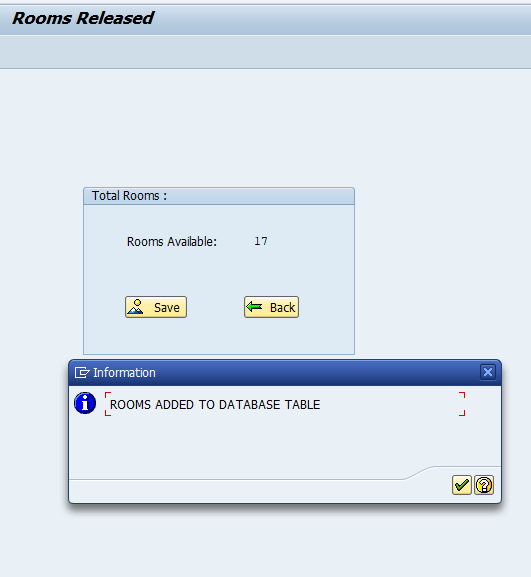 Rooms Released
Total Rooms :
Rooms Available: 17
Save Back
Information
ROOMS ADDED TO DATABASE TABLE